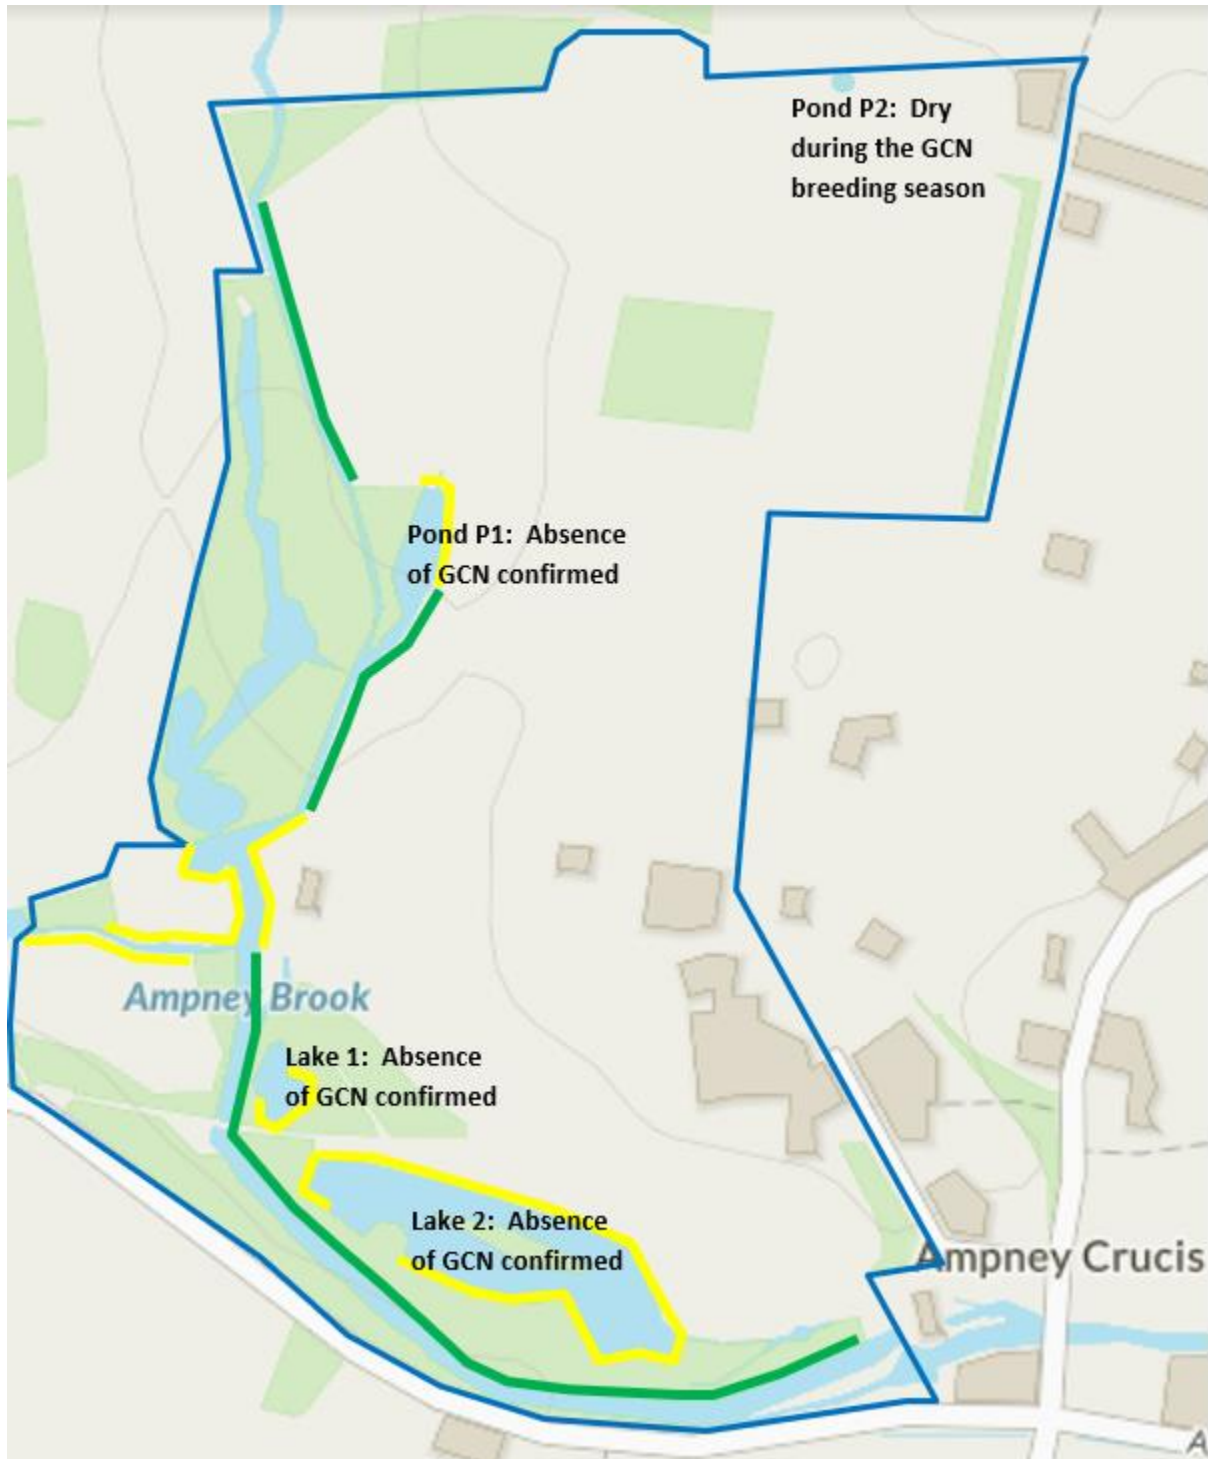 Pond P2: Dry
during the GCN
breeding season
Pond P1: Absence
of GCN confirmed
Ampney Brook
Lake 1: Absence
of GCN confirmed
Lake 2: Absence
of GCN confirmed
Ampney Crucis
A